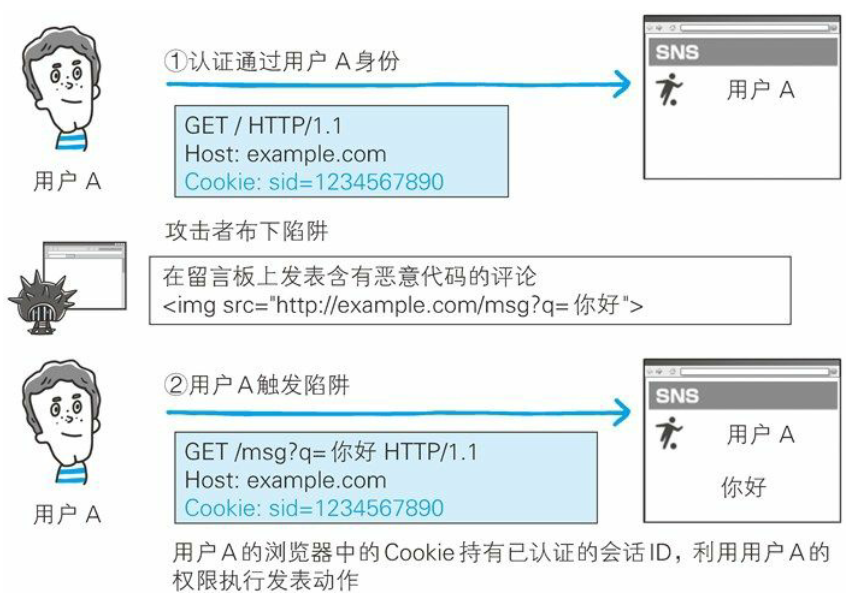 ①认证通过用户 A 身份
SNS
用户 A
GET / HTTP/1.1
Host: example.com
Cookie: sid=1234567890
用户 A
攻击者布下陷阱
在留言板上发表含有恶意代码的评论
<img src="http://example.com/msg?q= 你好 ">
②用户 A 触发陷阱
SNS
用户 A
你好
GET /msg?q= 你好 HTTP/1.1
Host: example.com
Cookie: sid=1234567890
用户 A
用户 A 的浏览器中的 Cookie 持有已认证的会话 ID，利用用户 A 的
权限执行发表动作